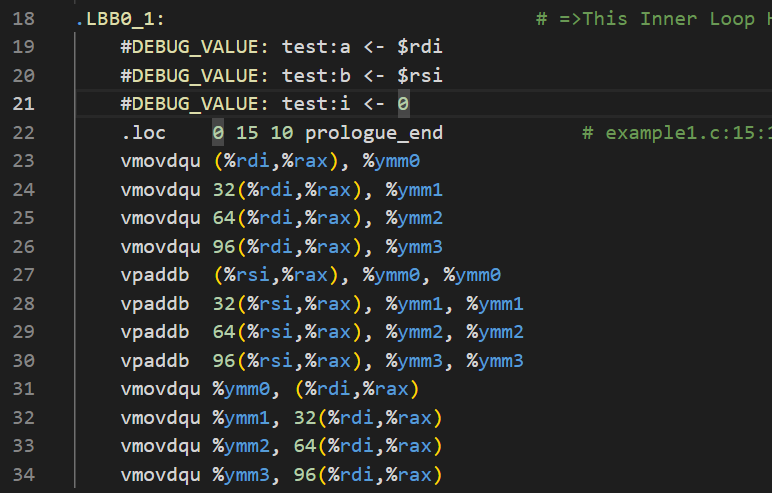 18 .LBB0_1: # =>This Inner Loop
19 #DEBUG_VALUE: test:a <- $rdi
20 #DEBUG_VALUE: test:b <- $rsi
21 #DEBUG_VALUE: test:i <- 0
22 .loc 0 15 10 prologue_end # example1.c:15:1
23 vmovdqu (%rdi,%rax), %ymm0
24 vmovdqu 32(%rdi,%rax), %ymm1
25 vmovdqu 64(%rdi,%rax), %ymm2
26 vmovdqu 96(%rdi,%rax), %ymm3
27 vpaddb (%rsi,%rax), %ymm0, %ymm0
28 vpaddb 32(%rsi,%rax), %ymm1, %ymm1
29 vpaddb 64(%rsi,%rax), %ymm2, %ymm2
30 vpaddb 96(%rsi,%rax), %ymm3, %ymm3
31 vmovdqu %ymm0, (%rdi,%rax)
32 vmovdqu %ymm1, 32(%rdi,%rax)
33 vmovdqu %ymm2, 64(%rdi,%rax)
34 vmovdqu %ymm3, 96(%rdi,%rax)